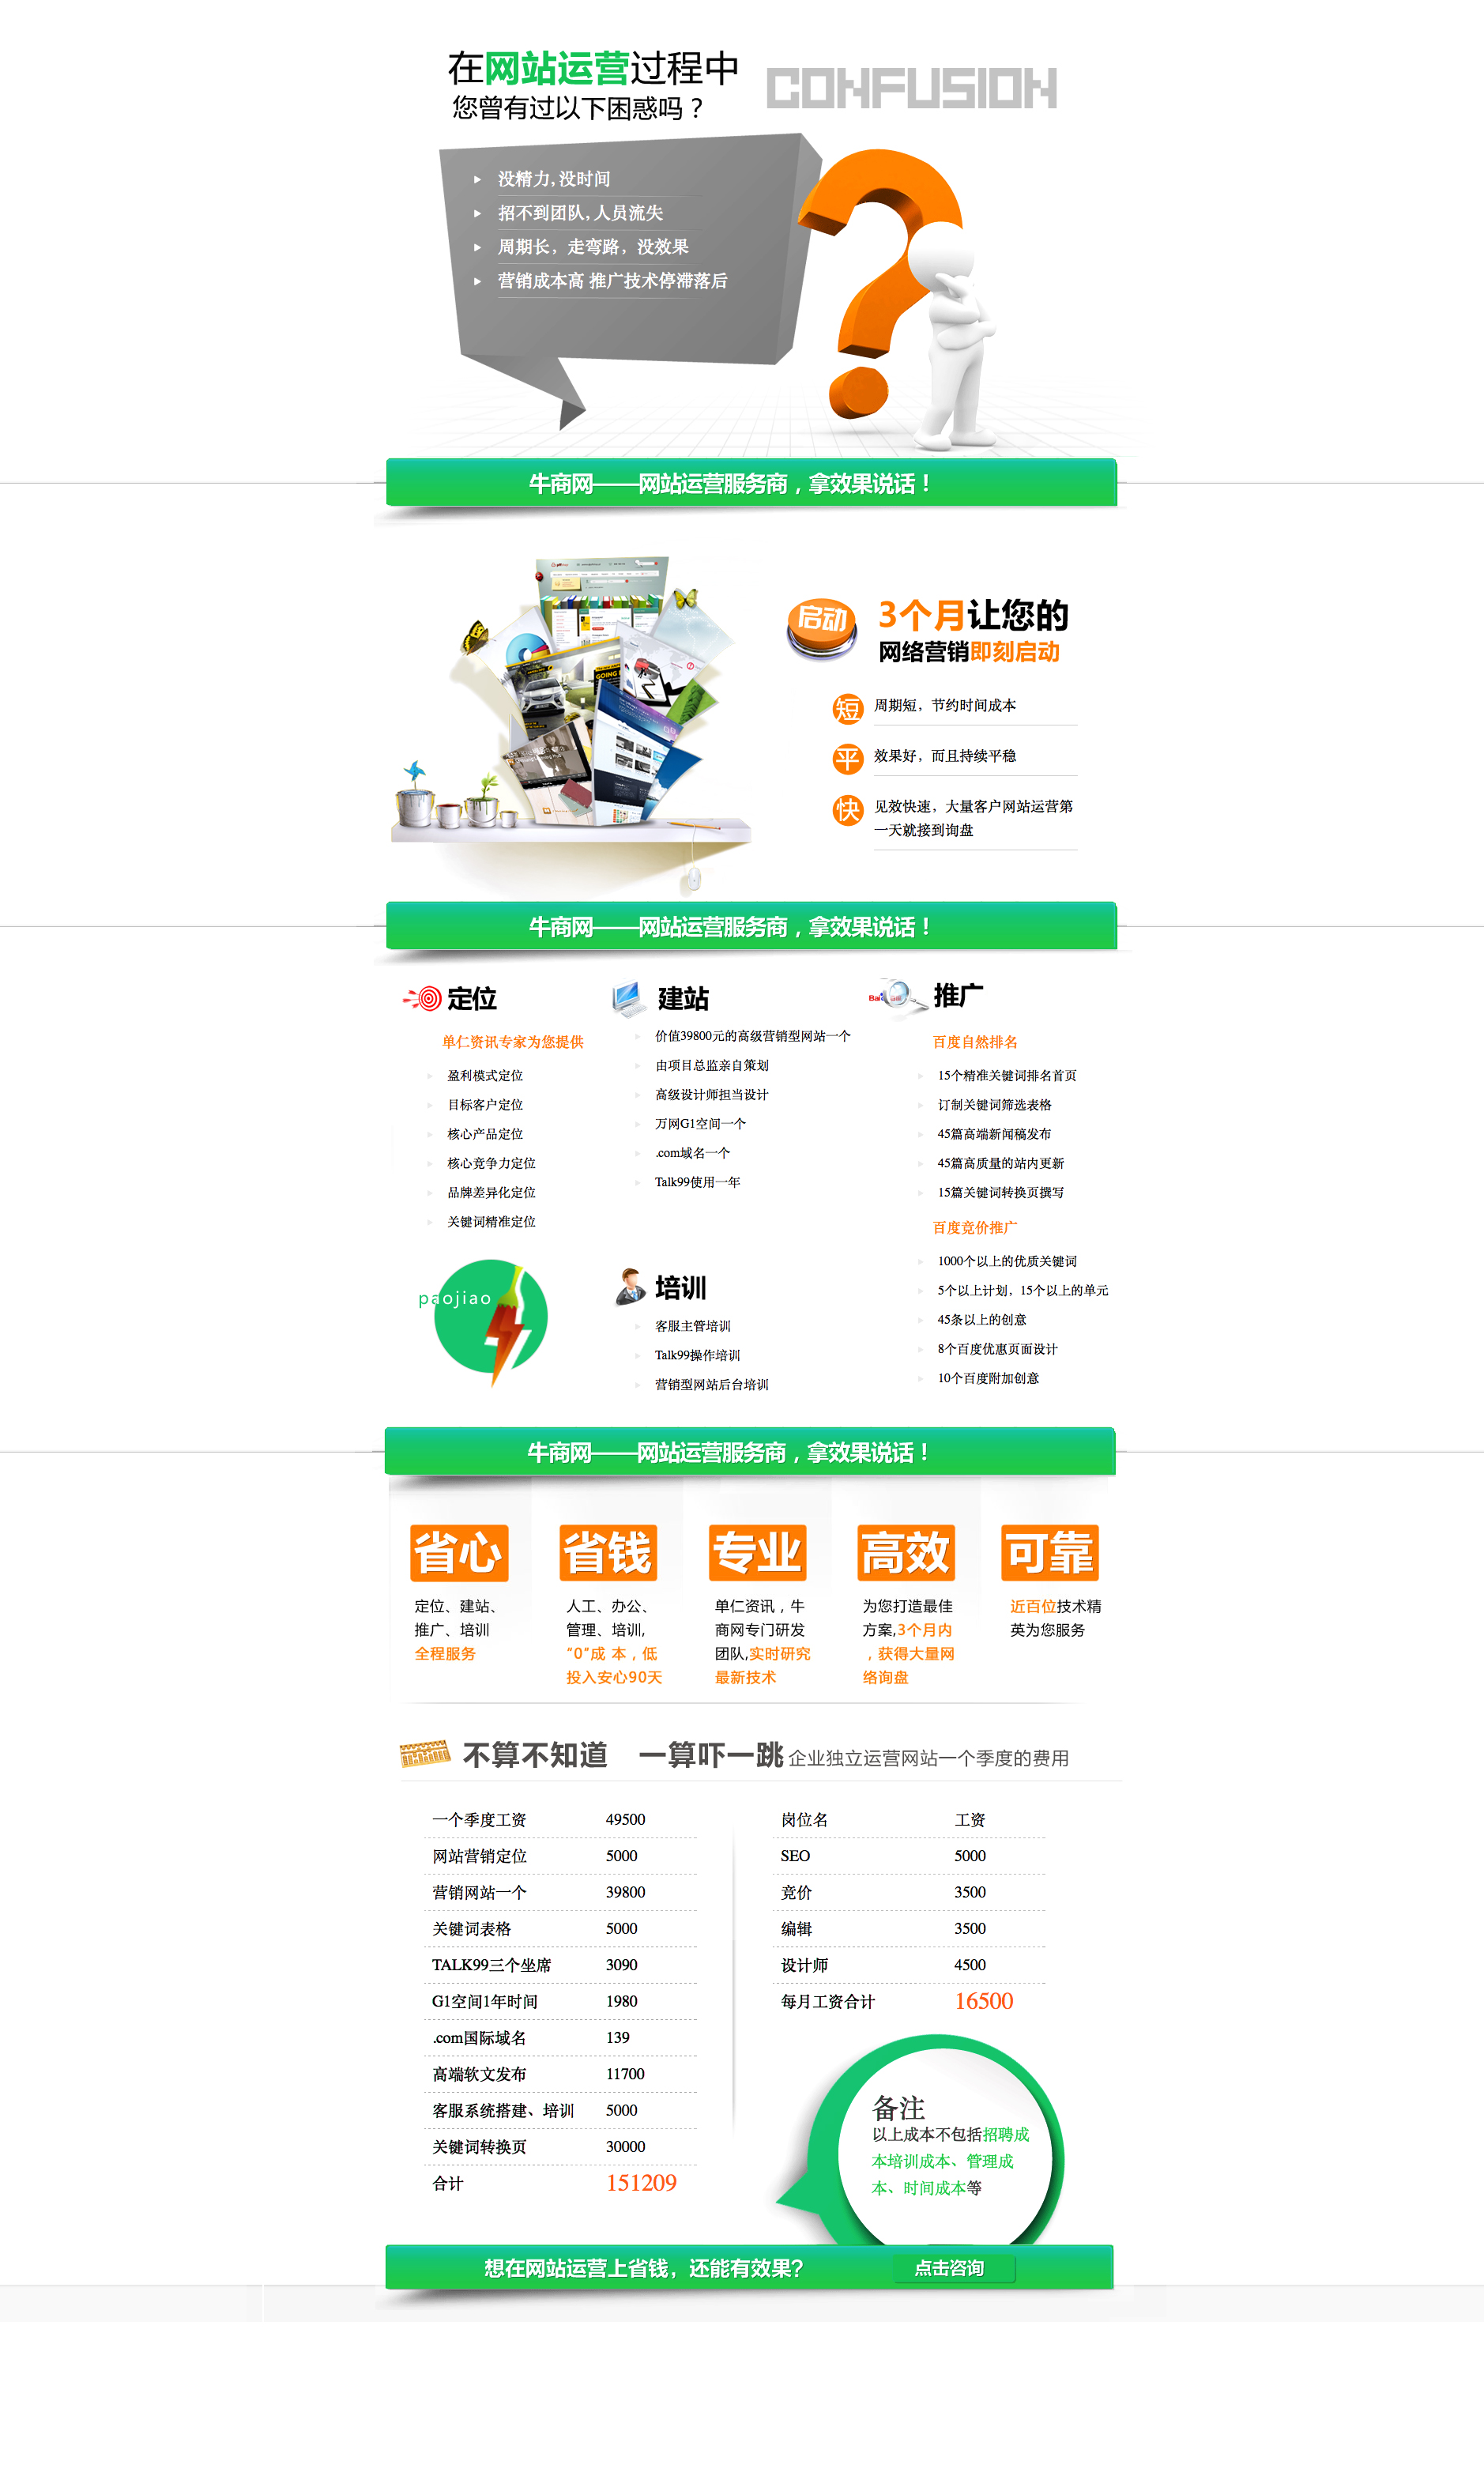 在网站运营过程中
您曾有过以下困惑吗？
CONFUSION
没精力，没时间
招不到团队，人员流失
周期长，走弯路，没效果
营销成本高 推广技术停滞落后
牛商网——网站运营服务商，拿效果说话！
启动
3个月让您的
网络营销即刻启动
短 周期短，节约时间成本
平 效果好，而且持续平稳
快 见效快速，大量客户网站运营第
一天就接到询盘
牛商网——网站运营服务商，拿效果说话！
定位
单仁资讯专家为您提供
盈利模式定位
目标客户定位
核心产品定位
核心竞争力定位
品牌差异化定位
关键词精准定位
paojiao
建站
价值39800元的高级营销型网站一个
由项目总监亲自策划
高级设计师担当设计
万网G1空间一个
.com域名一个
Talk99使用一年
培训
客服主管培训
Talk99操作培训
营销型网站后台培训
推广
百度自然排名
15个精准关键词排名首页
订制关键词筛选表格
45篇高端新闻稿发布
45篇高质量的站内更新
15篇关键词转换页撰写
百度竞价推广
1000个以上的优质关键词
5个以上计划，15个以上的单元
45条以上的创意
8个百度优惠页面设计
10个百度附加创意
牛商网——网站运营服务商，拿效果说话！
省心
定位、建站、
推广、培训
全程服务
省钱
人工、办公、
管理、培训,
“0”成 本，低
投入安心90天
专业
单仁资讯，牛
商网专门研发
团队,实时研究
最新技术
高效
为您打造最佳
方案,3个月内
，获得大量网
络询盘
可靠
近百位技术精
英为您服务
不算不知道 一算吓一跳 企业独立运营网站一个季度的费用
一个季度工资 49500
网站营销定位 5000
营销网站一个 39800
关键词表格 5000
TALK99三个坐席 3090
G1空间1年时间 1980
.com国际域名 139
高端软文发布 11700
客服系统搭建、培训 5000
关键词转换页 30000
合计 151209
岗位名 工资
SEO 5000
竞价 3500
编辑 3500
设计师 4500
每月工资合计 16500
备注
以上成本不包括招聘成
本培训成本、管理成
本、时间成本等
想在网站运营上省钱，还能有效果?
点击咨询